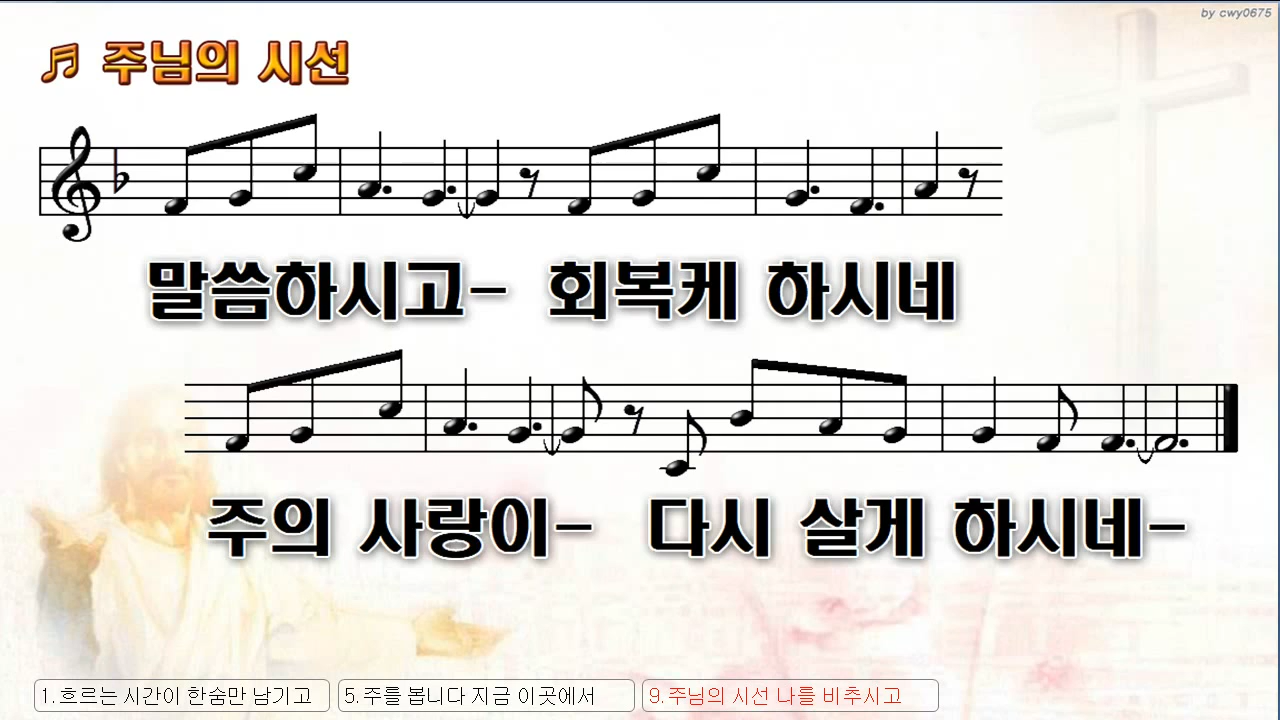 by cwy0675
주님의 시선
말씀하시고- 회복케 하시네
주의 사랑이- 다시 살게 하시네-
1. 흐르는 시간이 한숨만 남기고
5. 주를 봅니다 지금 이 곳에서
9. 주님의 시선 나를 비추시고